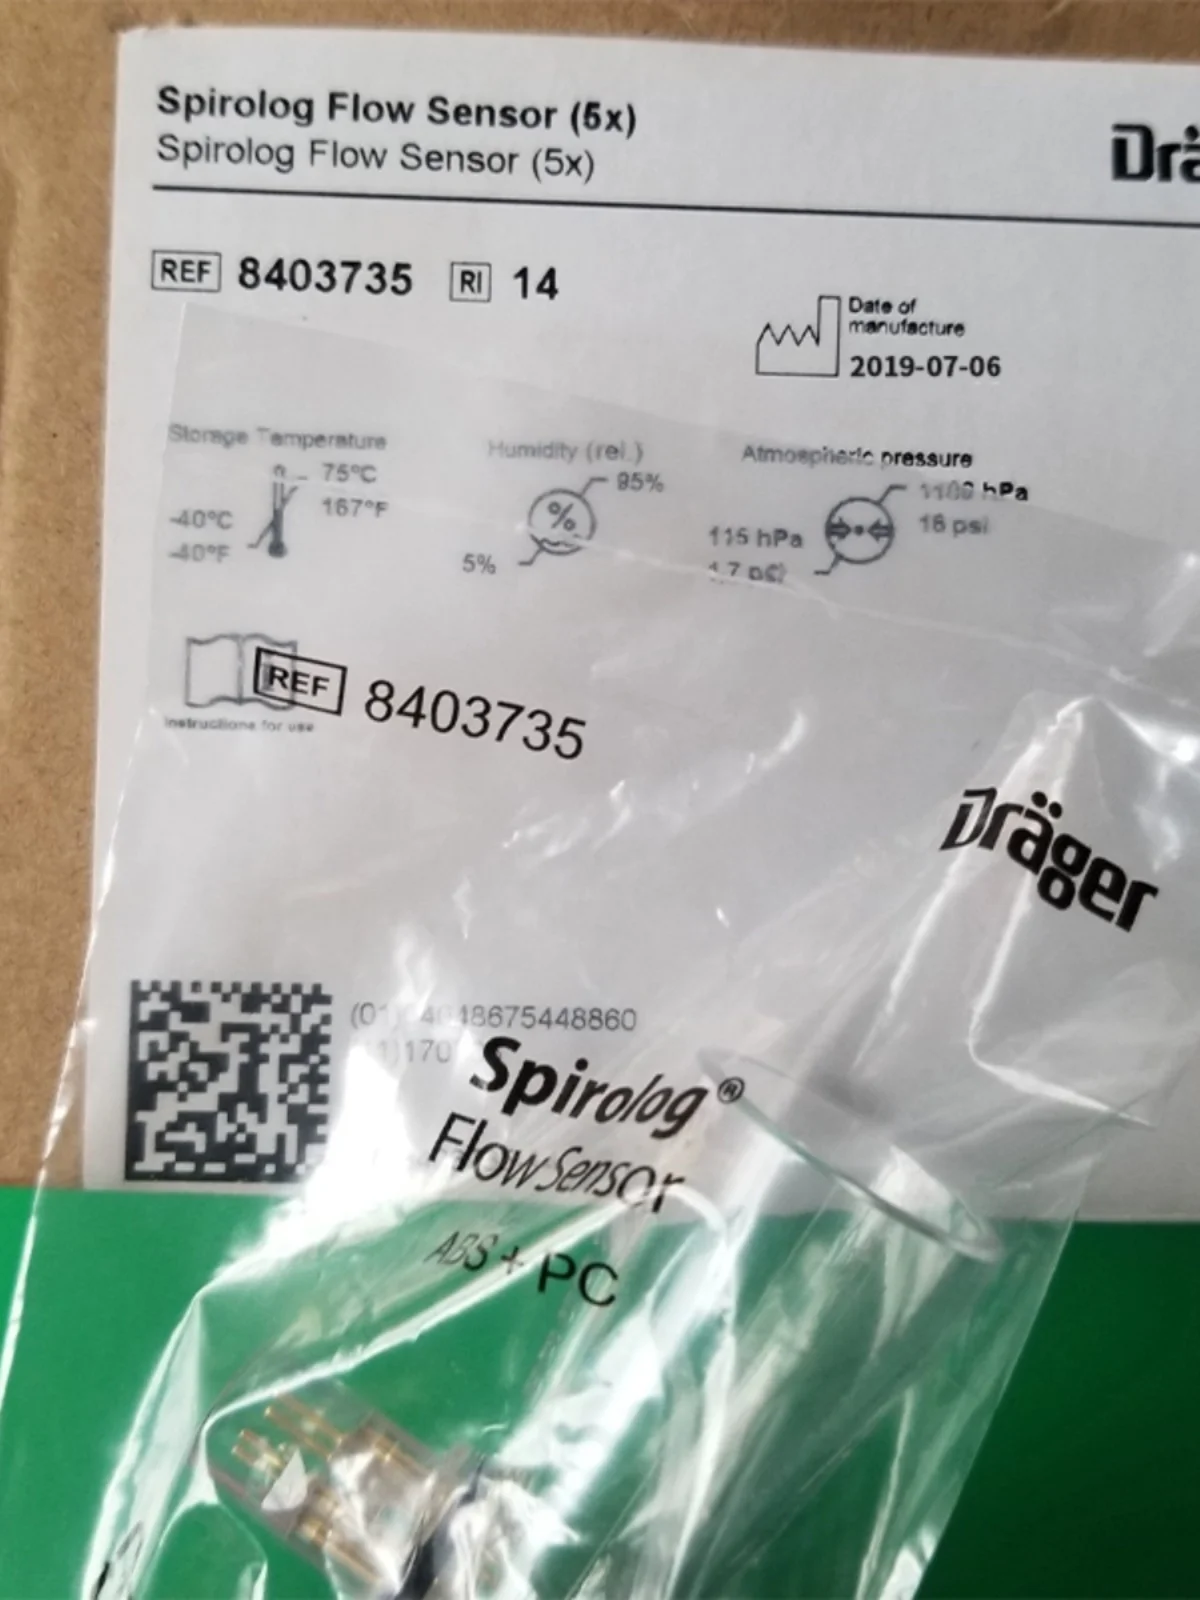 Spirolog Flow Sensor (5x)
Spirolog Flow Sensor (5x)
Drä
REF 8403735 RI 14
Date of
manufacture
2019-07-06
Storage Temperature
75°C
167°F
-40°C
-40°F
Humidity (rel.)
95%
%
5%
Atmospheric pressure
hPa
16 psi
115 hPa
1,7
Instructions for use
REF 8403735
Dräger
48675448860
Spirolog®
Flow Sensor
ABS + PC